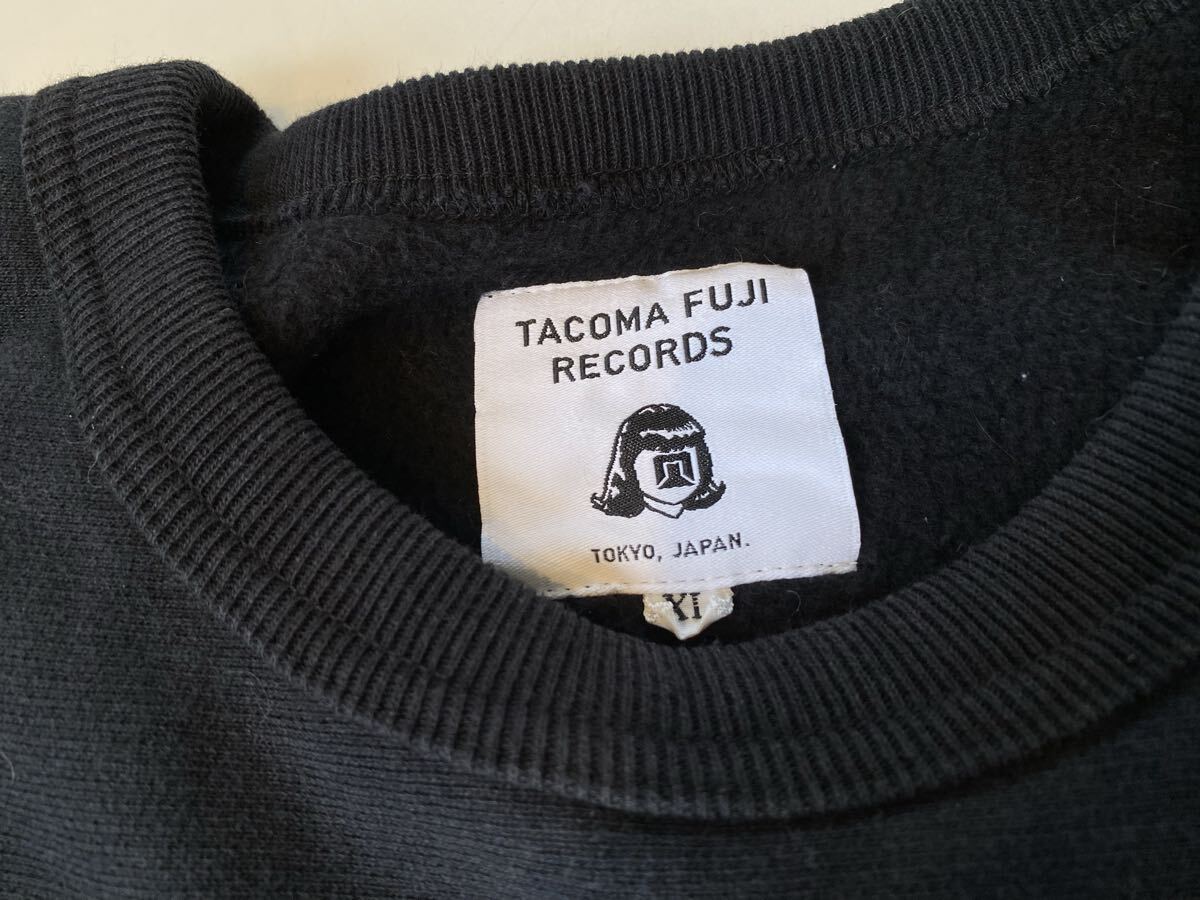 TACOMA FUJI
RECORDS
TOKYO, JAPAN.
XL